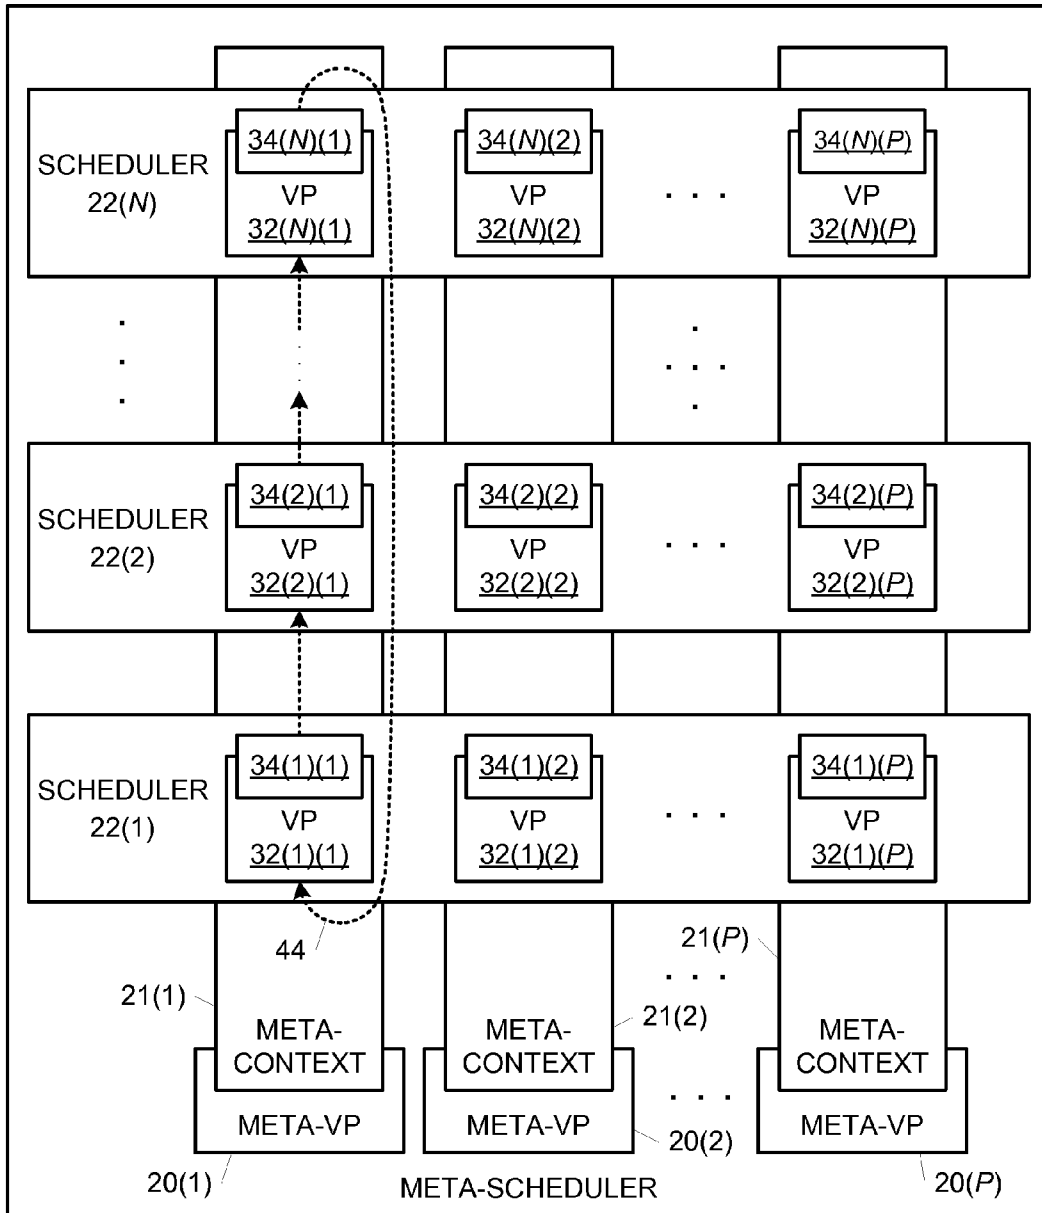 34(N)(1) 34(N)(2) 34(N)(P)
SCHEDULER
22(N)
VP VP VP
32(N)(1) 32(N)(2) 32(N)(P)
34(2)(1) 34(2)(2) 34(2)(P)
SCHEDULER
22(2)
VP VP VP
32(2)(1) 32(2)(2) 32(2)(P)
34(1)(1) 34(1)(2) 34(1)(P)
SCHEDULER
22(1)
VP VP VP
32(1)(1) 32(1)(2) 32(1)(P)
44
21(P)
21(1)
21(2)
META-CONTEXT META-CONTEXT META-CONTEXT
META-VP META-VP META-VP
20(2)
20(1)
META-SCHEDULER
20(P)